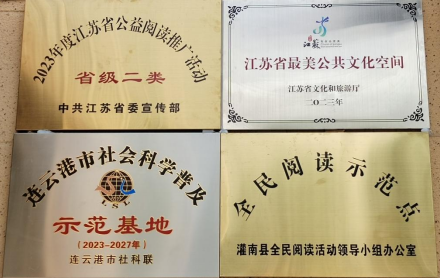 2023年度江苏省公益阅读推广活动
省级二类
中共江苏省委宣传部
江苏省最美公共文化空间
江苏省文化和旅游厅
二〇二三年
连云港市社会科学普及
示范基地
(2023-2027年)
连云港市社科联
全民阅读示范点
灌南县全民阅读活动领导小组办公室